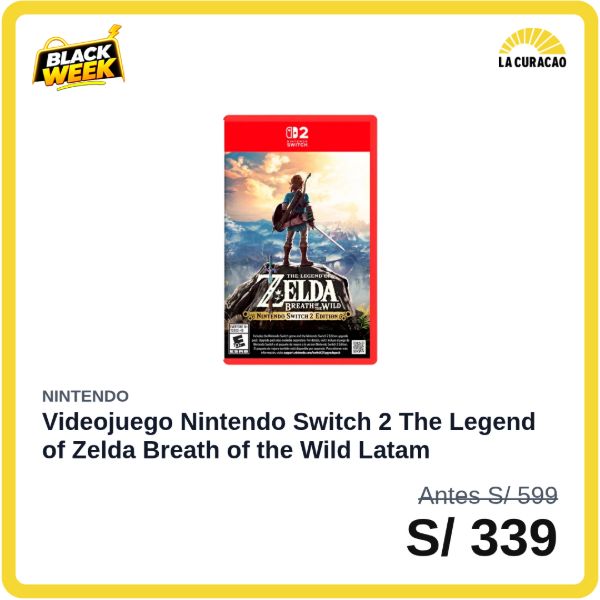 BLACK
WEEK
LA CURACAO
2
NINTENDO
SWITCH
THE LEGEND OF
ZELDA
BREATH OF THE WILD
NINTENDO SWITCH 2 EDITION
ESRB
NINTENDO
Videojuego Nintendo Switch 2 The Legend
of Zelda Breath of the Wild Latam
Antes S/ 599
S/ 339